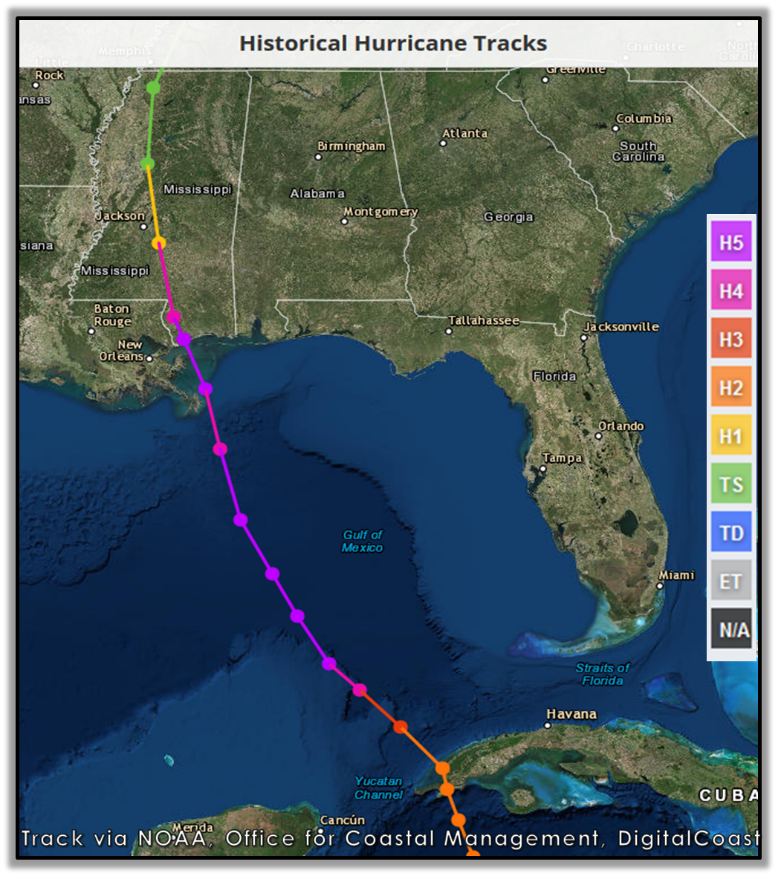 Historical Hurricane Tracks
Memphis
Charlotte
North
Carolina
Little
Rock
Greenville
nsas
Columbia
Atlanta
Birmingham
South
Carolina
Mississippi
Alabama
Jackson
Montgomery
Georgia
siana
Mississippi
Baton
Rouge
Tallahassee
Jacksonville
New
Orleans
Florida
Orlando
Tampa
Gulf of
Mexico
Miami
Straits of
Florida
Havana
Yucatan
Channel
CUBA
Cancún
Merida
H5
H4
H3
H2
H1
TS
TD
ET
N/A
Track via NOAA, Office for Coastal Management, DigitalCoast